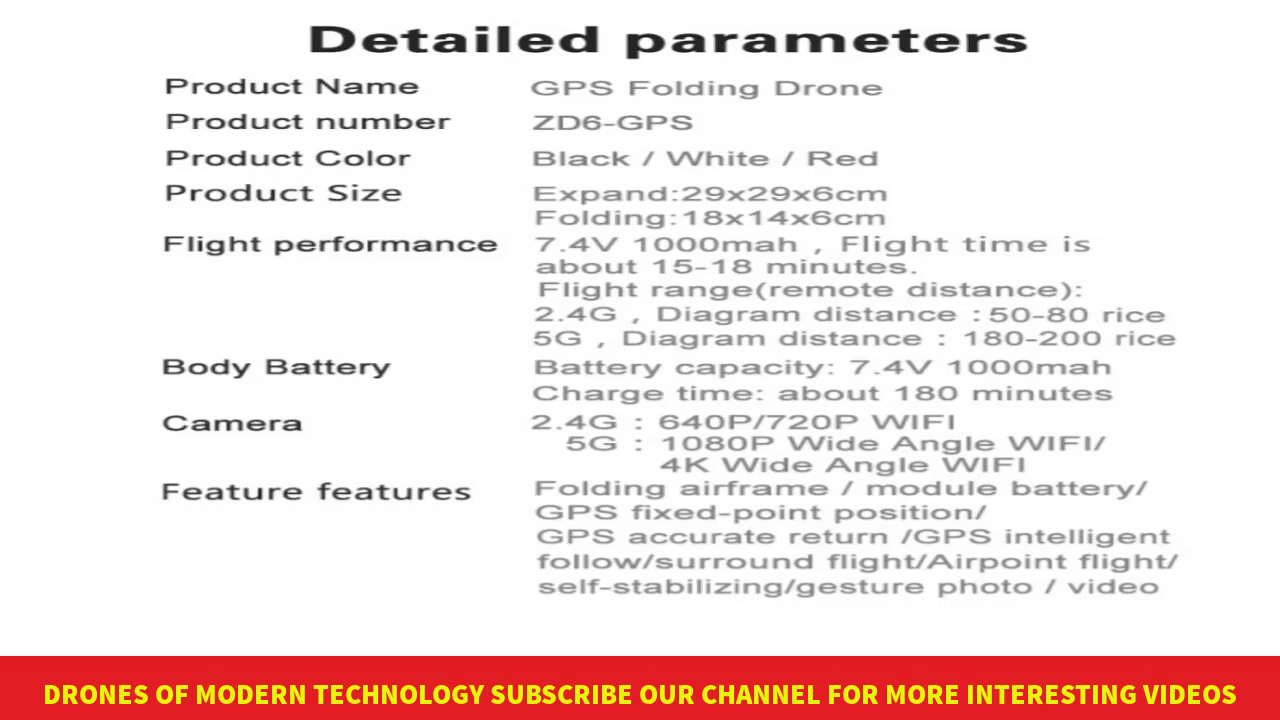 Detailed parameters
Product Name GPS Folding Drone
Product number ZD6-GPS
Product Color Black / White / Red
Product Size Expand:29x29x6cm
Folding:18x14x6cm
Flight performance 7.4V 1000mah , Flight time is
about 15-18 minutes.
Flight range(remote distance):
2.4G , Diagram distance : 50-80 rice
5G , Diagram distance : 180-200 rice
Body Battery Battery capacity: 7.4V 1000mah
Charge time: about 180 minutes
Camera 2.4G : 640P/720P WIFI
5G : 1080P Wide Angle WIFI/
4K Wide Angle WIFI
Feature features Folding airframe / module battery/
GPS fixed-point position/
GPS accurate return /GPS intelligent
follow/surround flight/Airpoint flight/
self-stabilizing/gesture photo / video
DRONES OF MODERN TECHNOLOGY SUBSCRIBE OUR CHANNEL FOR MORE INTERESTING VIDEOS